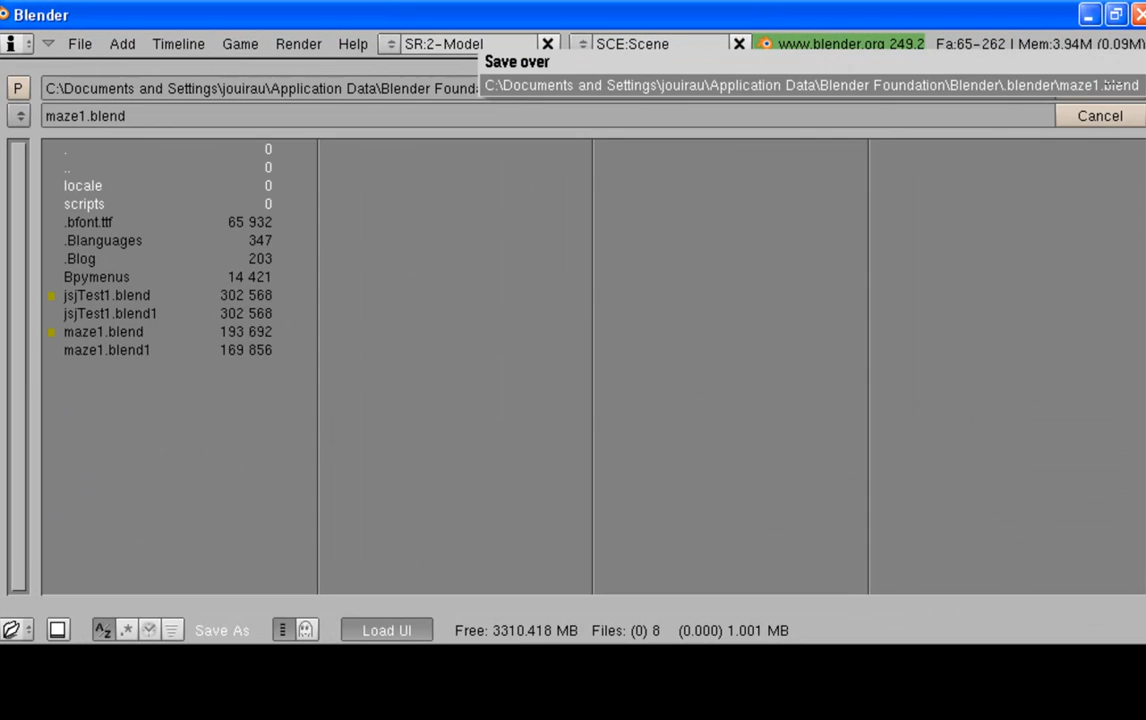 Blender
File Add Timeline Game Render Help SR:2-Model SCE:Scene www.blender.org 249.2 Fa:65-262 | Mem:3.94M (0.09M)
Save over
P C:\Documents and Settings\jouirau\Application Data\Blender Founda
C:\Documents and Settings\jouirau\Application Data\Blender Foundation\Blender\.blender\maze1.blend
maze1.blend Cancel
. 0
.. 0
locale 0
scripts 0
.bfont.ttf 65 932
.Blanguages 347
.Blog 203
Bpymenus 14 421
jsjTest1.blend 302 568
jsjTest1.blend1 302 568
maze1.blend 193 692
maze1.blend1 169 856
Save As Load UI Free: 3310.418 MB Files: (0) 8 (0.000) 1.001 MB